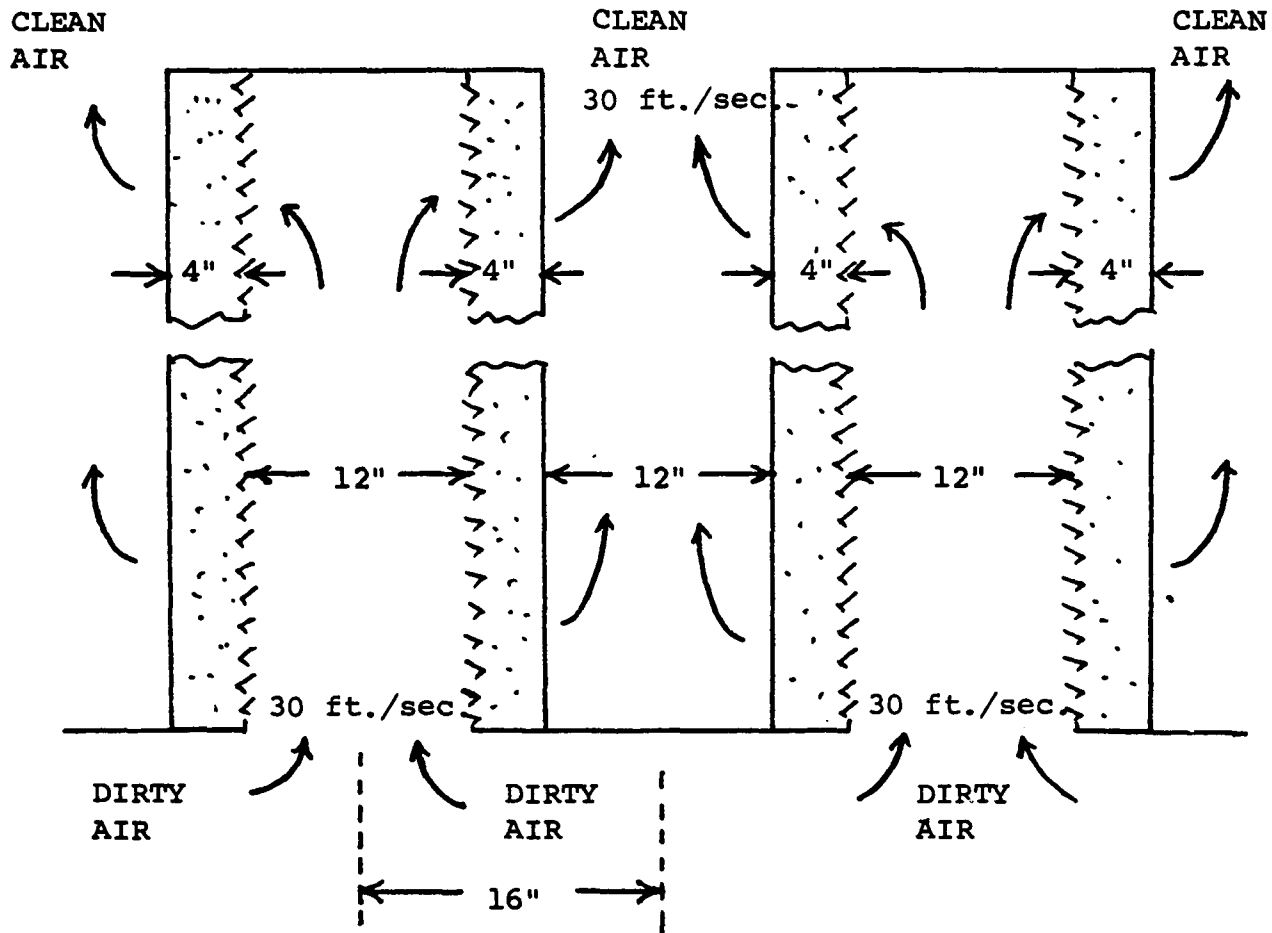 CLEAN
AIR
CLEAN
AIR
30 ft./sec.
CLEAN
AIR
4"
4"
4"
4"
12"
12"
12"
30 ft./sec
30 ft./sec
DIRTY
AIR
DIRTY
AIR
DIRTY
AIR
16"